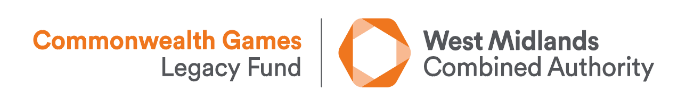 Commonwealth Games
Legacy Fund
West Midlands
Combined Authority